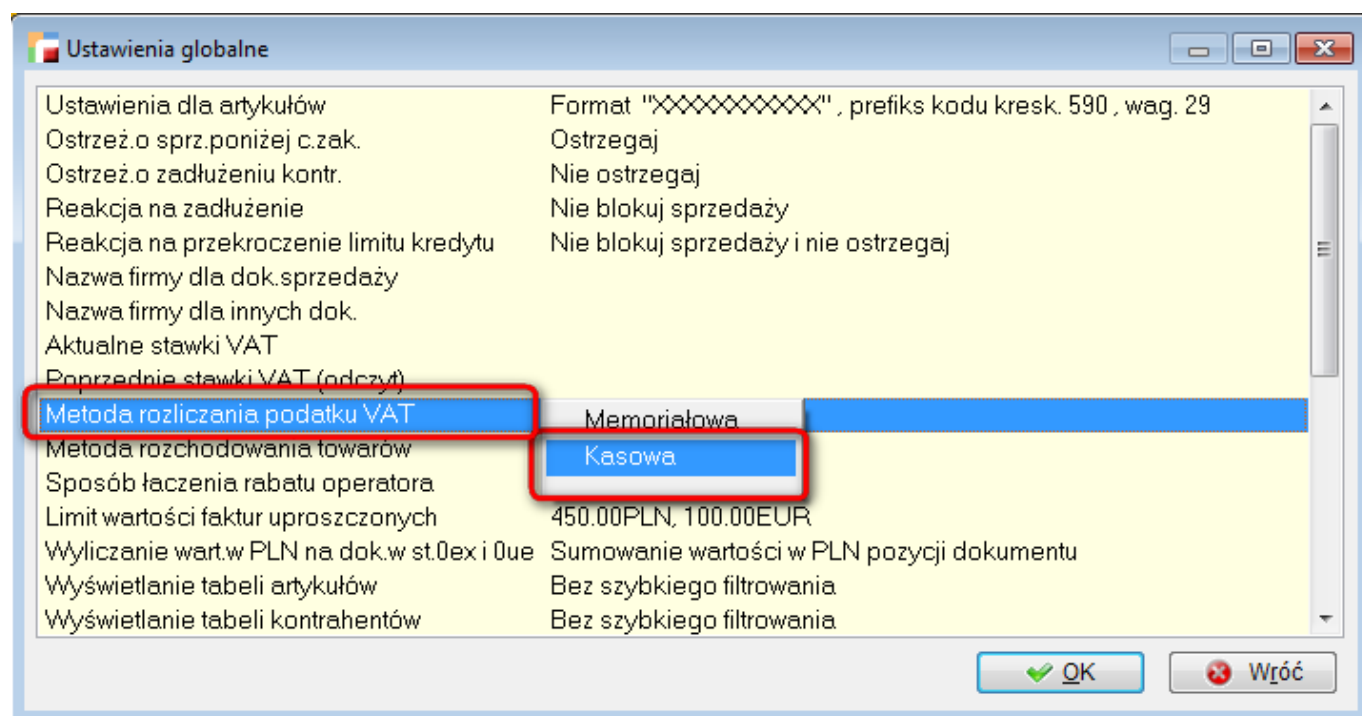 Ustawienia globalne
Ustawienia dla artykułów Format "XXXXXXXXXXX" , prefiks kodu kresk. 590 , wag. 29
Ostrzeż.o sprz.poniżej c.zak. Ostrzegaj
Ostrzeż.o zadłużeniu kontr. Nie ostrzegaj
Reakcja na zadłużenie Nie blokuj sprzedaży
Reakcja na przekroczenie limitu kredytu Nie blokuj sprzedaży i nie ostrzegaj
Nazwa firmy dla dok.sprzedaży
Nazwa firmy dla innych dok.
Aktualne stawki VAT
Poprzednie stawki VAT (odczyt)
Metoda rozliczania podatku VAT Memoriałowa
Metoda rozchodowania towarów Kasowa
Sposób łaczenia rabatu operatora
Limit wartości faktur uproszczonych 450.00PLN, 100.00EUR
Wyliczanie wart.w PLN na dok.w st.0ex i 0ue Sumowanie wartości w PLN pozycji dokumentu
Wyświetlanie tabeli artykułów Bez szybkiego filtrowania
Wyświetlanie tabeli kontrahentów Bez szybkiego filtrowania
OK Wróć